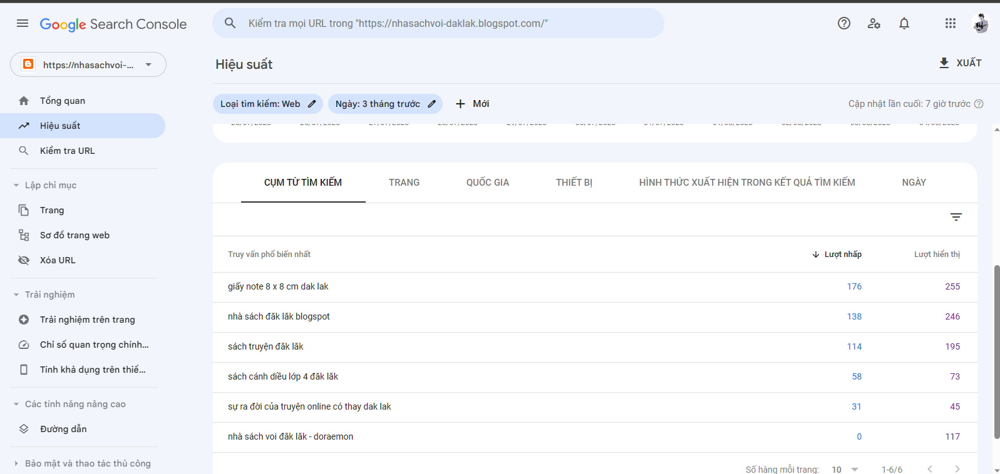 Google Search Console
Kiểm tra mọi URL trong "https://nhasachvoi-daklak.blogspot.com/"
https://nhasachvoi-...
Hiệu suất
XUẤT
Loại tìm kiếm: Web
Ngày: 3 tháng trước
Mới
Cập nhật lần cuối: 7 giờ trước
Tổng quan
Hiệu suất
Kiểm tra URL
Lập chỉ mục
Trang
Sơ đồ trang web
Xóa URL
Trải nghiệm
Trải nghiệm trên trang
Chỉ số quan trọng chính...
Tính khả dụng trên thiế...
Các tính năng nâng cao
Đường dẫn
Bảo mật và thao tác thủ công
CỤM TỪ TÌM KIẾM TRANG QUỐC GIA THIẾT BỊ HÌNH THỨC XUẤT HIỆN TRONG KẾT QUẢ TÌM KIẾM NGÀY
Truy vấn phổ biến nhất Lượt nhấp Lượt hiển thị
giấy note 8 x 8 cm dak lak 176 255
nhà sách đăk lăk blogspot 138 246
sách truyện đăk lăk 114 195
sách cánh diều lớp 4 đăk lăk 58 73
sự ra đời của truyện online có thay dak lak 31 45
nhà sách voi đăk lăk - doraemon 0 117
Số hàng mỗi trang: 10 1-6/6